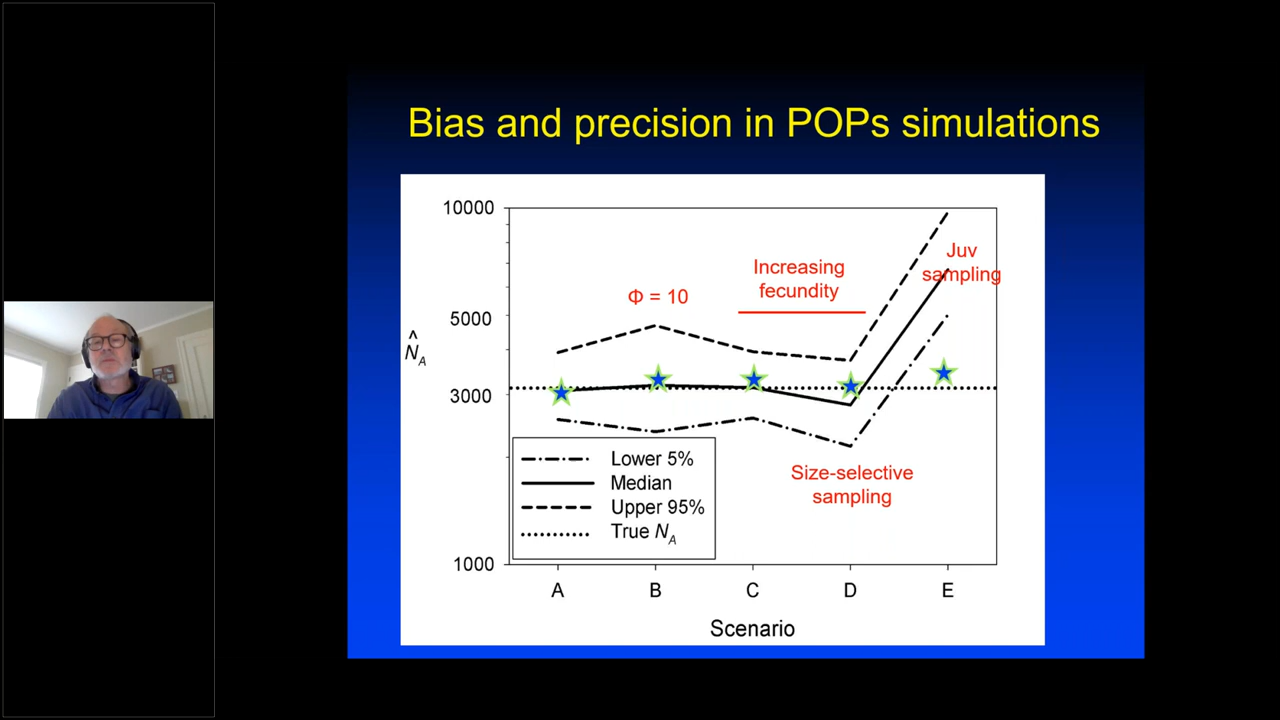 Bias and precision in POPs simulations
10000
5000
3000
1000
N̂A
Φ = 10
Increasing
fecundity
Juv
sampling
Size-selective
sampling
Lower 5%
Median
Upper 95%
True NA
A B C D E
Scenario